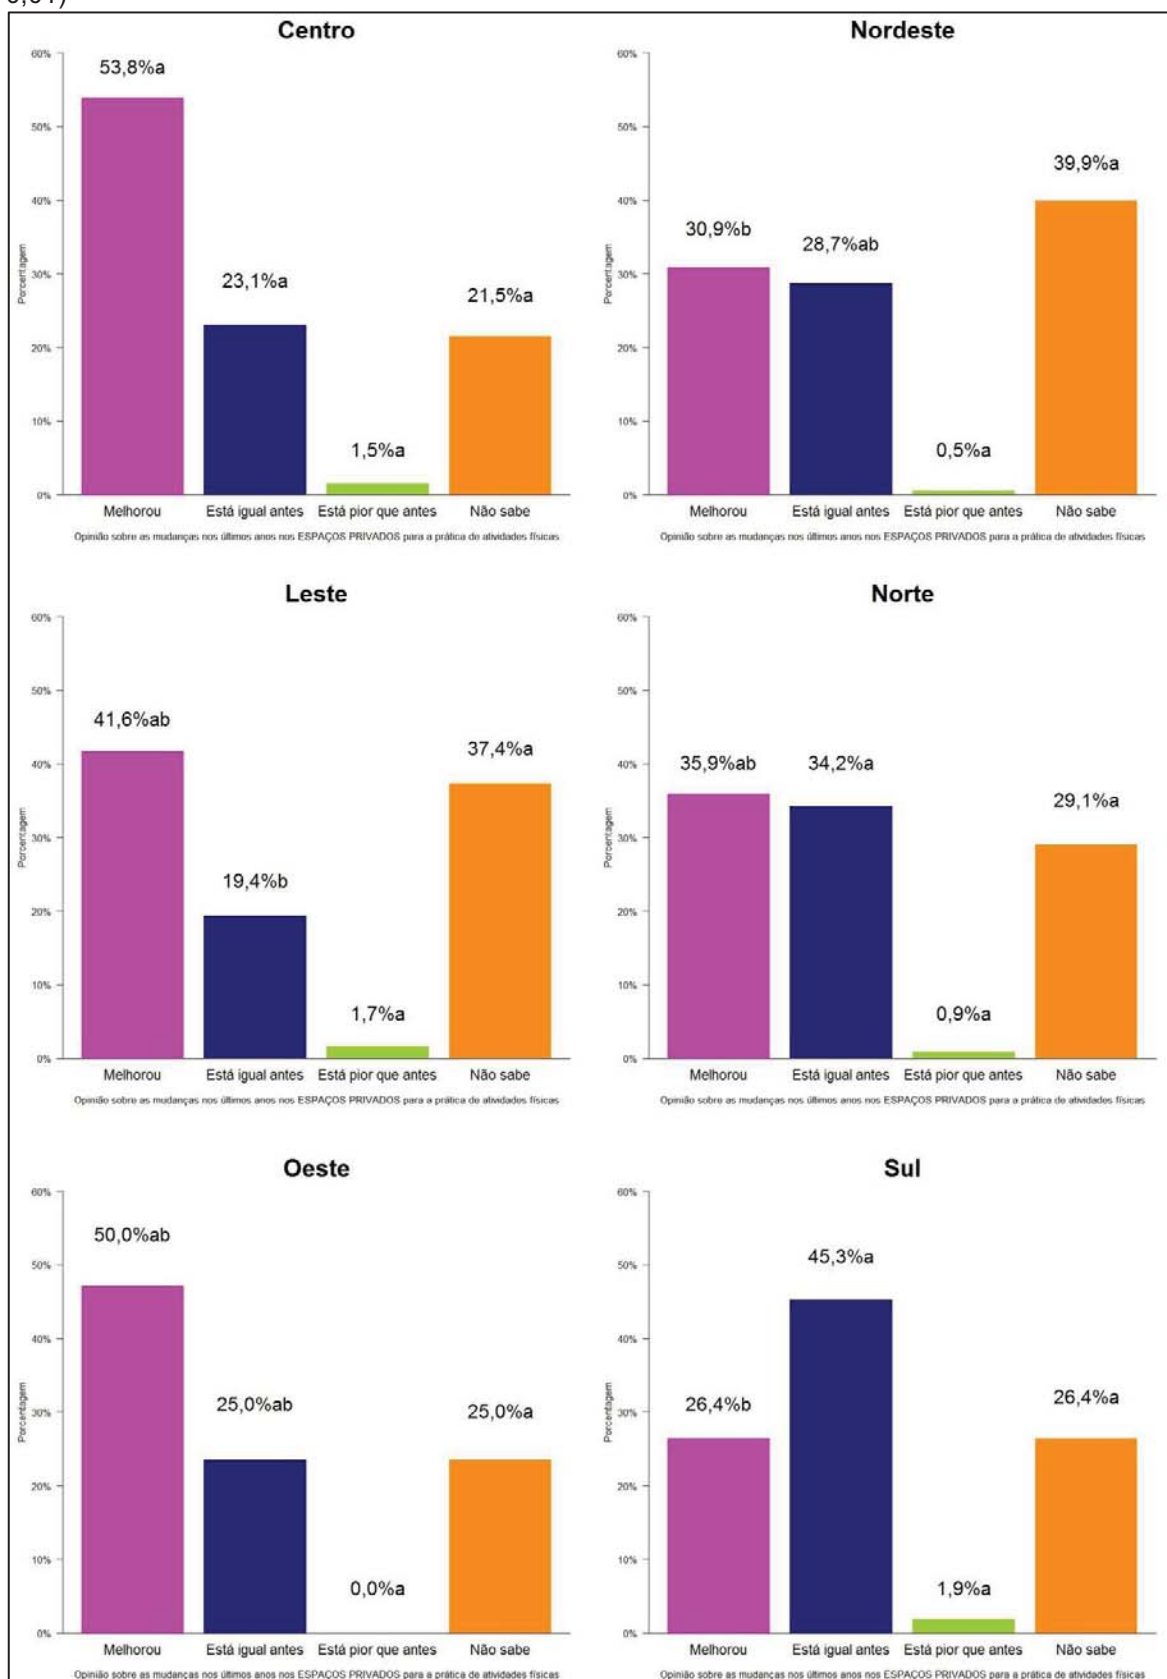 0,01)
Centro
60%
50%
40%
30%
20%
10%
0%
Porcentagem
53,8%a
23,1%a
1,5%a
21,5%a
Melhorou Está igual antes Está pior que antes Não sabe
Opinião sobre as mudanças nos últimos anos nos ESPAÇOS PRIVADOS para a prática de atividades físicas
Nordeste
60%
50%
40%
30%
20%
10%
0%
Porcentagem
30,9%b
28,7%ab
0,5%a
39,9%a
Melhorou Está igual antes Está pior que antes Não sabe
Opinião sobre as mudanças nos últimos anos nos ESPAÇOS PRIVADOS para a prática de atividades físicas
Leste
60%
50%
40%
30%
20%
10%
0%
Porcentagem
41,6%ab
19,4%b
1,7%a
37,4%a
Melhorou Está igual antes Está pior que antes Não sabe
Opinião sobre as mudanças nos últimos anos nos ESPAÇOS PRIVADOS para a prática de atividades físicas
Norte
60%
50%
40%
30%
20%
10%
0%
Porcentagem
35,9%ab
34,2%a
0,9%a
29,1%a
Melhorou Está igual antes Está pior que antes Não sabe
Opinião sobre as mudanças nos últimos anos nos ESPAÇOS PRIVADOS para a prática de atividades físicas
Oeste
60%
50%
40%
30%
20%
10%
0%
Porcentagem
50,0%ab
25,0%ab
0,0%a
25,0%a
Melhorou Está igual antes Está pior que antes Não sabe
Opinião sobre as mudanças nos últimos anos nos ESPAÇOS PRIVADOS para a prática de atividades físicas
Sul
60%
50%
40%
30%
20%
10%
0%
Porcentagem
26,4%b
45,3%a
1,9%a
26,4%a
Melhorou Está igual antes Está pior que antes Não sabe
Opinião sobre as mudanças nos últimos anos nos ESPAÇOS PRIVADOS para a prática de atividades físicas